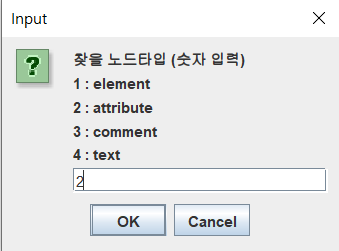 Input
찾을 노드타입 (숫자 입력)
1 : element
2 : attribute
3 : comment
4 : text
2
OK Cancel